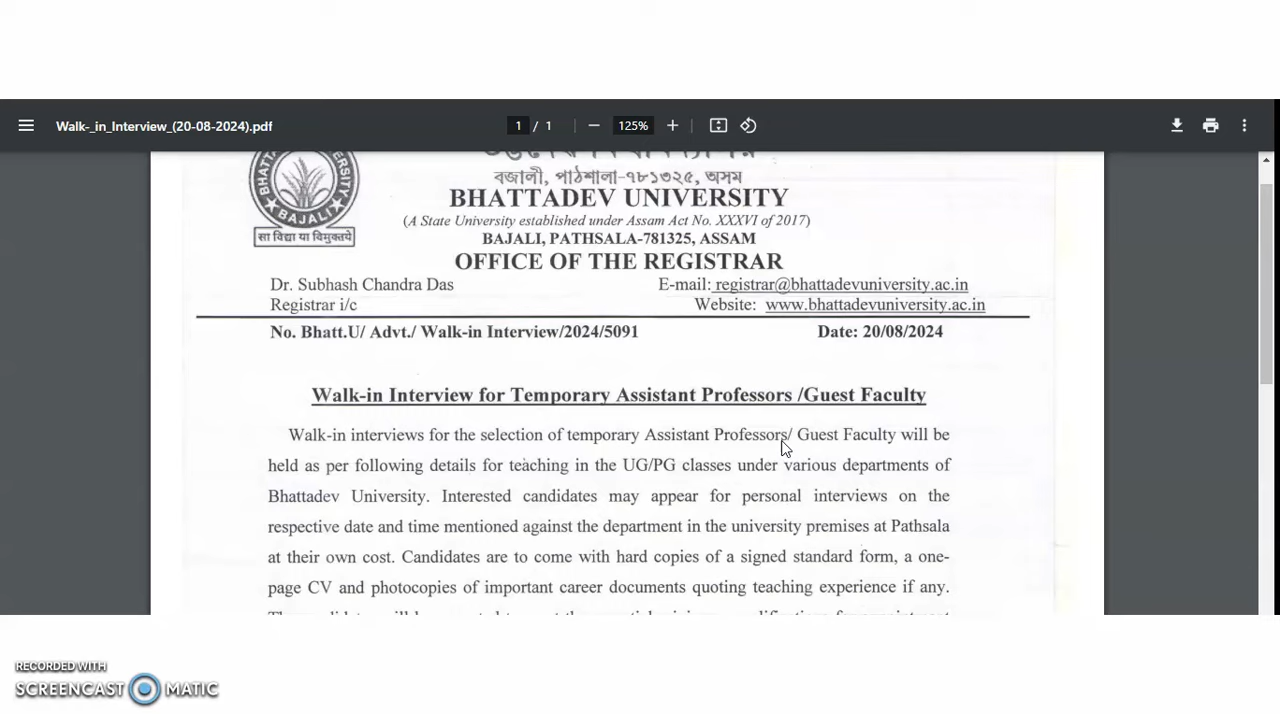 Walk-_in_Interview_(20-08-2024).pdf
1 / 1
125%
বজালী, পাঠশালা-৭৮১৩২৫, অসম
BHATTADEV UNIVERSITY
(A State University established under Assam Act No. XXXVI of 2017)
BAJALI, PATHSALA-781325, ASSAM
OFFICE OF THE REGISTRAR
BAJALI
सा विद्या या विमुक्तये
Dr. Subhash Chandra Das
E-mail: registrar@bhattadevuniversity.ac.in
Registrar i/c
Website: www.bhattadevuniversity.ac.in
No. Bhatt.U/ Advt./ Walk-in Interview/2024/5091
Date: 20/08/2024
Walk-in Interview for Temporary Assistant Professors /Guest Faculty
Walk-in interviews for the selection of temporary Assistant Professors/ Guest Faculty will be
held as per following details for teaching in the UG/PG classes under various departments of
Bhattadev University. Interested candidates may appear for personal interviews on the
respective date and time mentioned against the department in the university premises at Pathsala
at their own cost. Candidates are to come with hard copies of a signed standard form, a one-
page CV and photocopies of important career documents quoting teaching experience if any.
RECORDED WITH
SCREENCAST MATIC